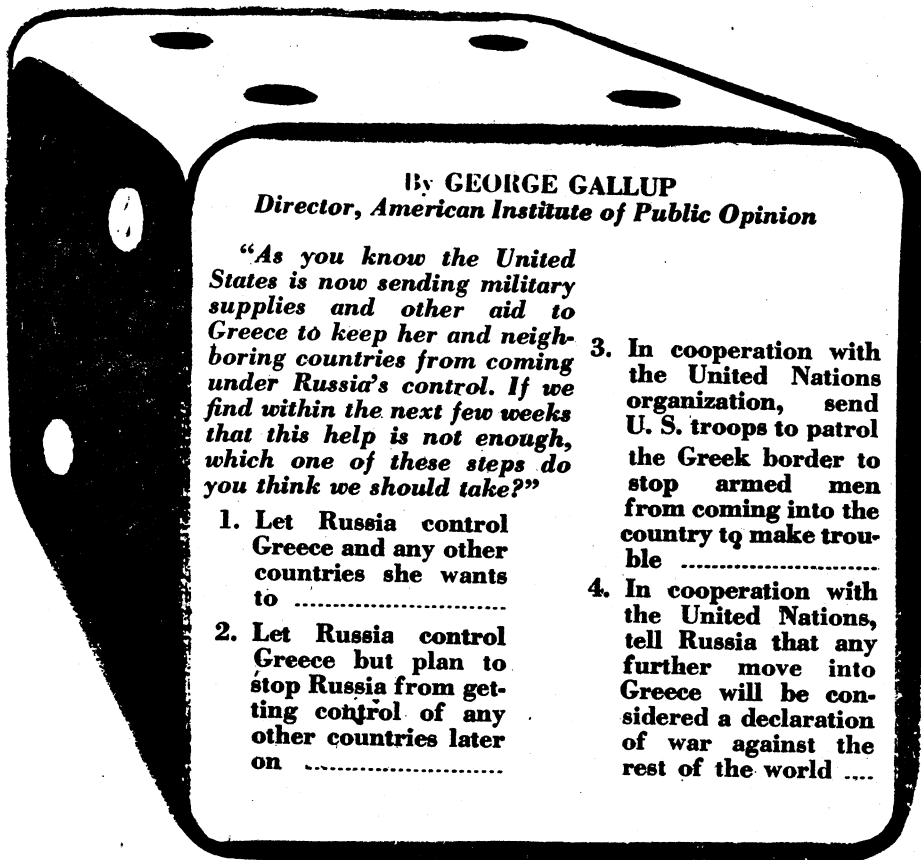 By GEORGE GALLUP
Director, American Institute of Public Opinion
“As you know the United
States is now sending military
supplies and other aid to
Greece to keep her and neigh-
boring countries from coming
under Russia’s control. If we
find within the next few weeks
that this help is not enough,
which one of these steps do
you think we should take?”
1. Let Russia control
Greece and any other
countries she wants
to ............................
2. Let Russia control
Greece but plan to
stop Russia from get-
ting control of any
other countries later
on ............................
3. In cooperation with
the United Nations
organization, send
U. S. troops to patrol
the Greek border to
stop armed men
from coming into the
country to make trou-
ble ............................
4. In cooperation with
the United Nations,
tell Russia that any
further move into
Greece will be con-
sidered a declaration
of war against the
rest of the world ....